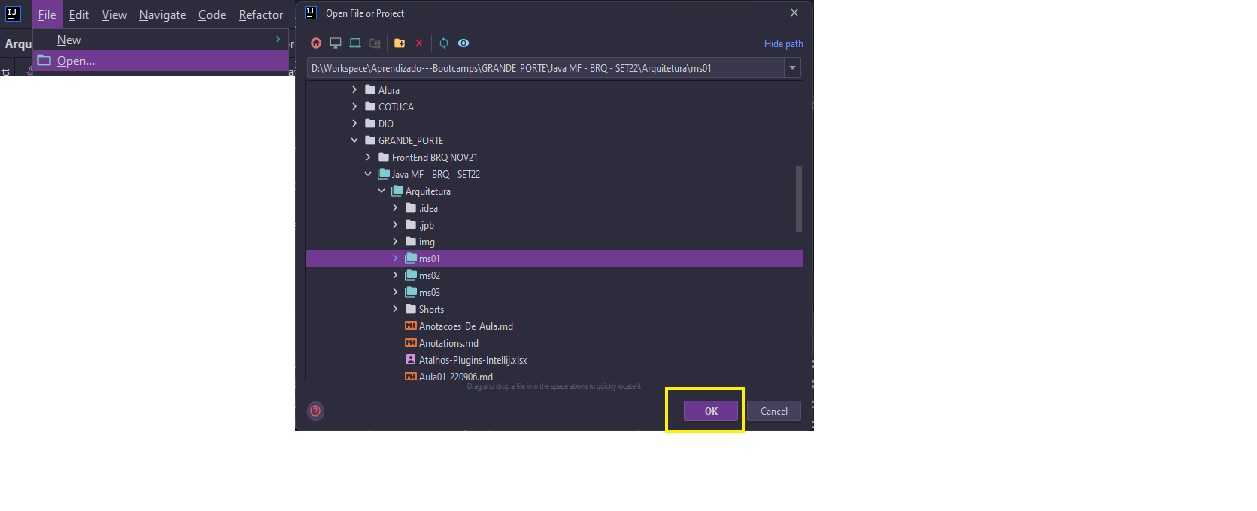 IJ
File Edit View Navigate Code Refactor
Arqu
New
Open...
IJ Open File or Project
Hide path
D:\Workspace\Aprendizado---Bootcamps\GRANDE_PORTE\Java MF - BRQ - SET22\Arquitetura\ms01
Alura
COTUCA
DIO
GRANDE_PORTE
FrontEnd BRQ NOV21
Java MF - BRQ - SET22
Arquitetura
.idea
.jpb
img
ms01
ms02
ms03
Shorts
Anotacoes_De_Aula.md
Anotations.md
Atalhos-Plugins-Intellij.xlsx
Aula01 220906.md
Drag and drop a file into the space above to quickly locate it
OK Cancel